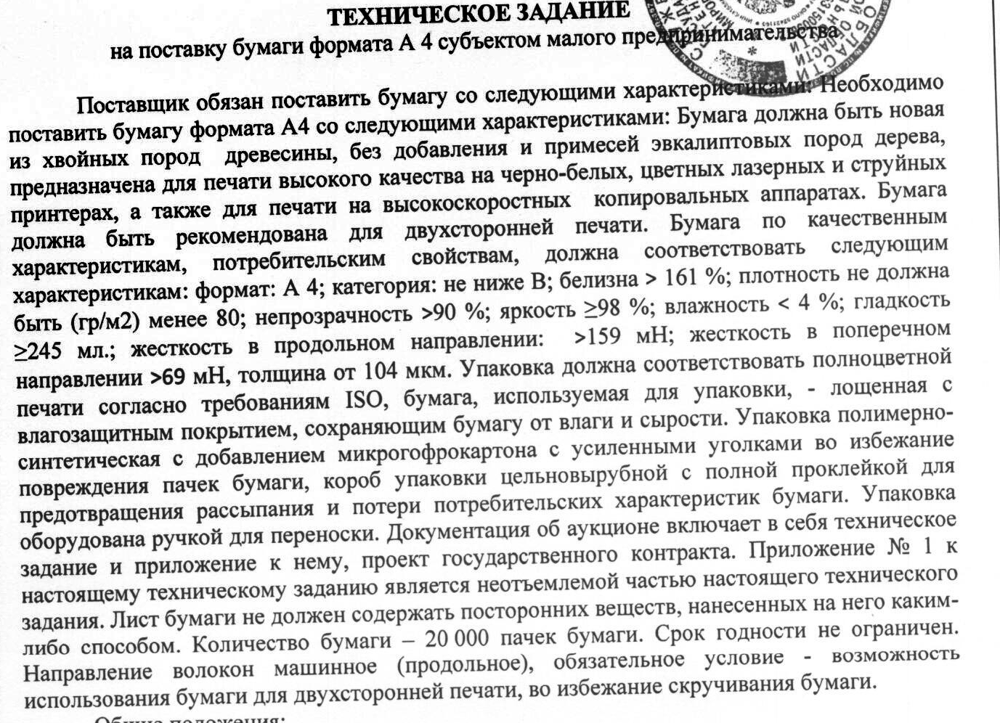 ТЕХНИЧЕСКОЕ ЗАДАНИЕ
на поставку бумаги формата А 4 субъектом малого предпринимательства
Поставщик обязан поставить бумагу со следующими характеристиками: Необходимо
поставить бумагу формата А4 со следующими характеристиками: Бумага должна быть новая
из хвойных пород древесины, без добавления и примесей эвкалиптовых пород дерева,
предназначена для печати высокого качества на черно-белых, цветных лазерных и струйных
принтерах, а также для печати на высокоскоростных копировальных аппаратах. Бумага
должна быть рекомендована для двухсторонней печати. Бумага по качественным
характеристикам, потребительским свойствам, должна соответствовать следующим
характеристикам: формат: А 4; категория: не ниже В; белизна > 161 %; плотность не должна
быть (гр/м2) менее 80; непрозрачность >90 %; яркость ≥98 %; влажность < 4 %; гладкость
≥245 мл.; жесткость в продольном направлении: >159 мН; жесткость в поперечном
направлении >69 мН, толщина от 104 мкм. Упаковка должна соответствовать полноцветной
печати согласно требованиям ISO, бумага, используемая для упаковки, - лощенная с
влагозащитным покрытием, сохраняющим бумагу от влаги и сырости. Упаковка полимерно-
синтетическая с добавлением микрогофрокартона с усиленными уголками во избежание
повреждения пачек бумаги, короб упаковки цельновырубной с полной проклейкой для
предотвращения рассыпания и потери потребительских характеристик бумаги. Упаковка
оборудована ручкой для переноски. Документация об аукционе включает в себя техническое
задание и приложение к нему, проект государственного контракта. Приложение № 1 к
настоящему техническому заданию является неотъемлемой частью настоящего технического
задания. Лист бумаги не должен содержать посторонних веществ, нанесенных на него каким-
либо способом. Количество бумаги – 20 000 пачек бумаги. Срок годности не ограничен.
Направление волокон машинное (продольное), обязательное условие - возможность
использования бумаги для двухсторонней печати, во избежание скручивания бумаги.
Общие положения: